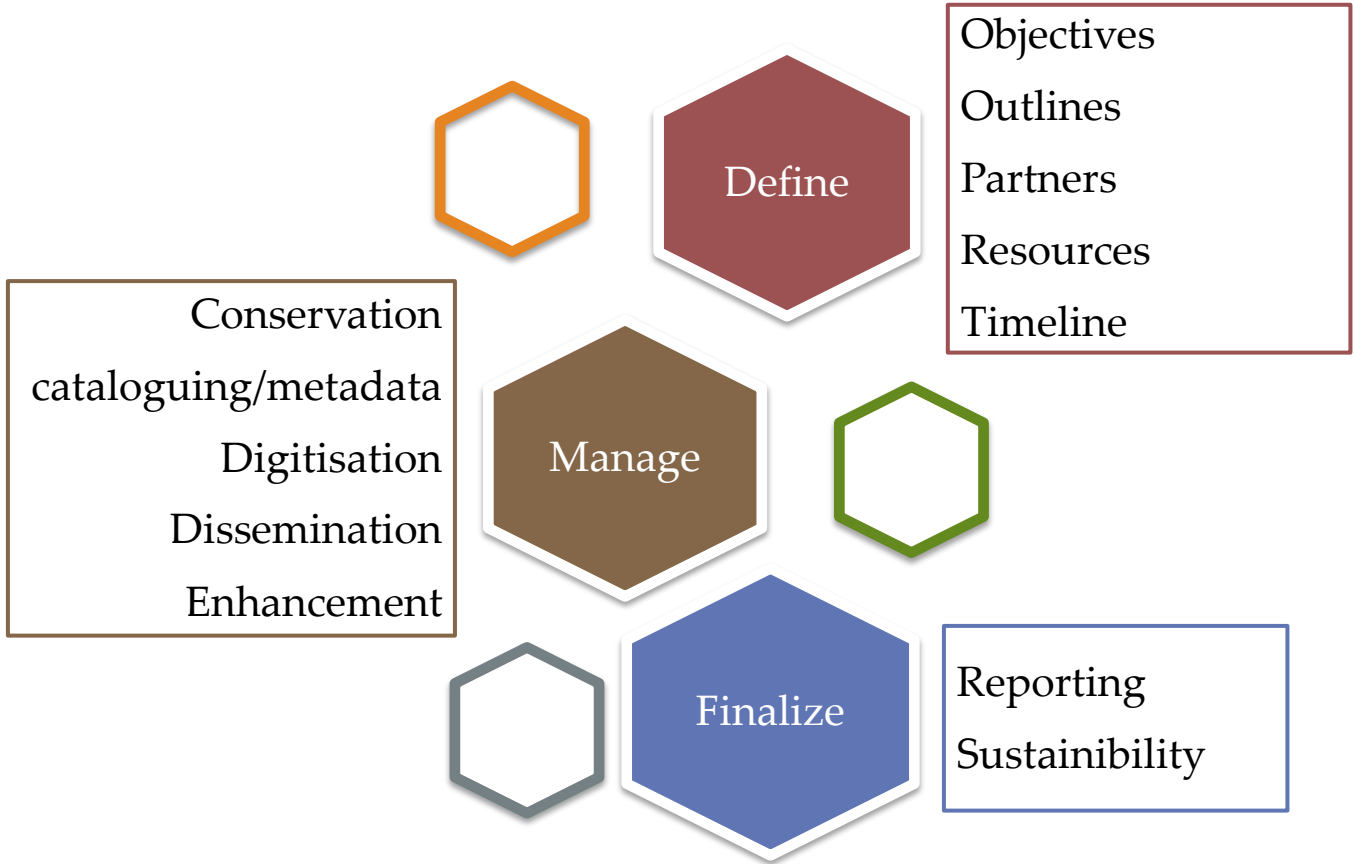 Define
Objectives
Outlines
Partners
Resources
Timeline
Manage
Conservation
cataloguing/metadata
Digitisation
Dissemination
Enhancement
Finalize
Reporting
Sustainibility